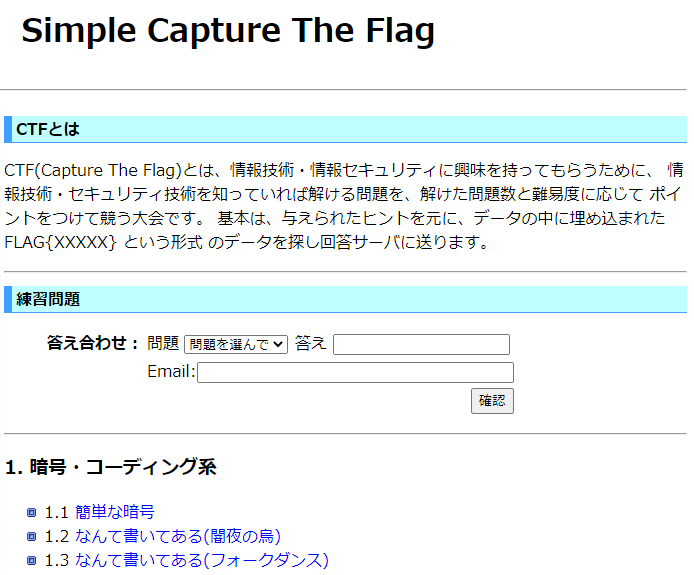 Simple Capture The Flag
CTFとは
CTF(Capture The Flag)とは、情報技術・情報セキュリティに興味を持ってもらうために、 情
報技術・セキュリティ技術を知っていれば解ける問題を、解けた問題数と難易度に応じて ポイ
ントをつけて競う大会です。 基本は、与えられたヒントを元に、データの中に埋め込まれた
FLAG{XXXXX} という形式 のデータを探し回答サーバに送ります。
練習問題
答え合わせ： 問題 問題を選んで 答え
Email:
確認
1. 暗号・コーディング系
1.1 簡単な暗号
1.2 なんて書いてある(闇夜の烏)
1.3 なんて書いてある(フォークダンス)